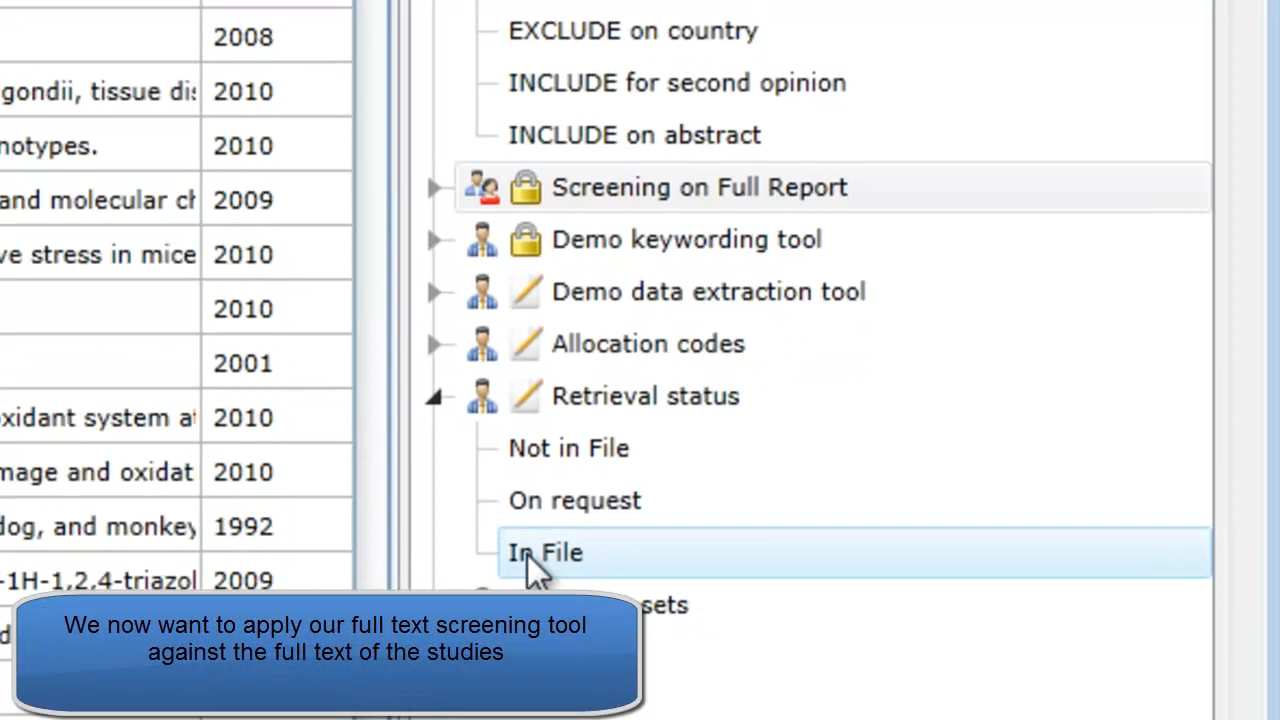 2008
gondii, tissue dis
2010
notypes.
2010
and molecular ch
2009
ve stress in mice
2010
2010
2001
oxidant system at
2010
mage and oxidat
2010
dog, and monkey
1992
-1H-1,2,4-triazol
2009
d
EXCLUDE on country
INCLUDE for second opinion
INCLUDE on abstract
Screening on Full Report
Demo keywording tool
Demo data extraction tool
Allocation codes
Retrieval status
Not in File
On request
In File
sets
We now want to apply our full text screening tool
against the full text of the studies